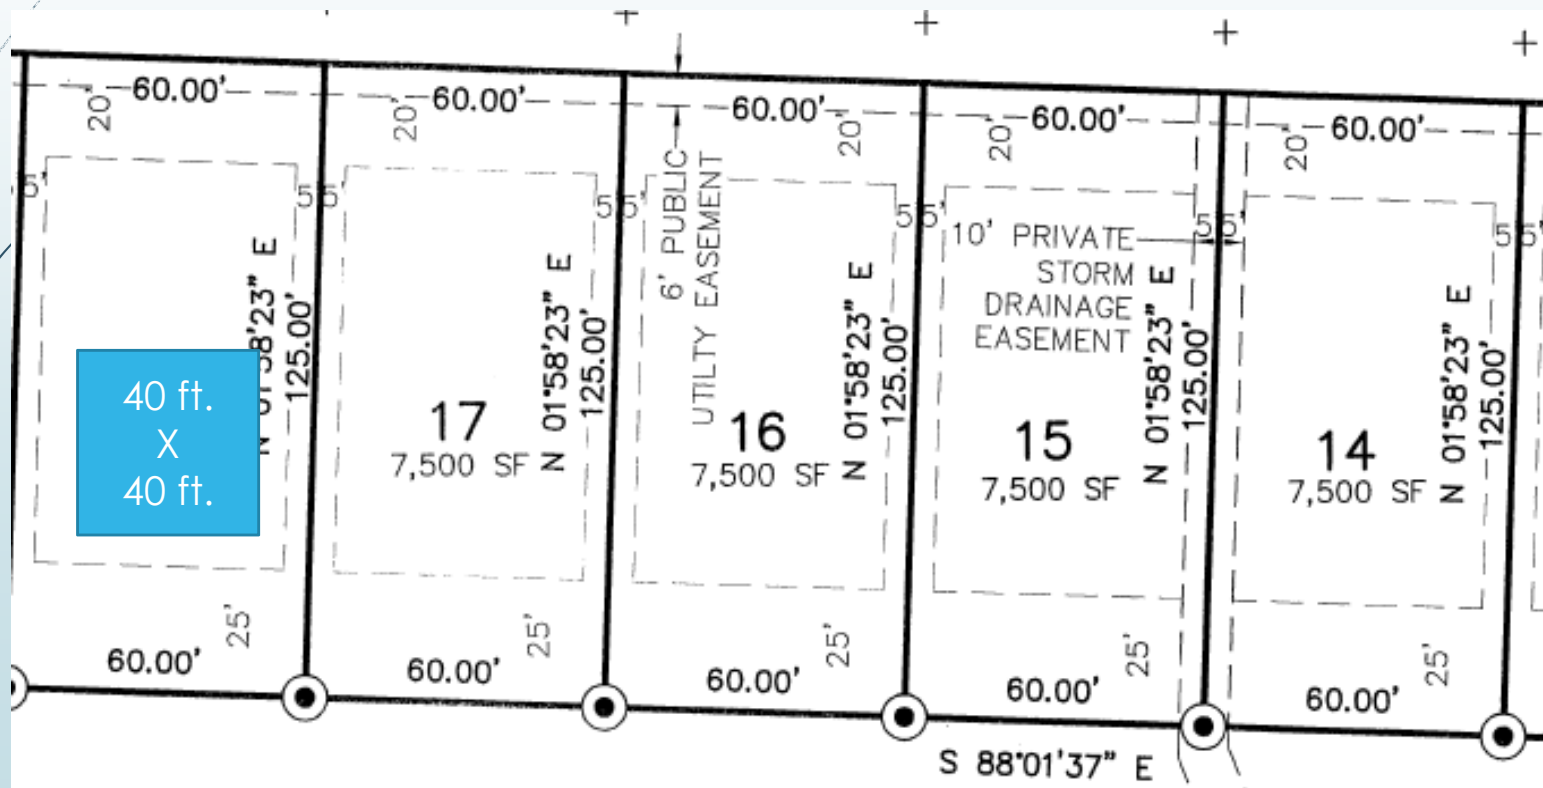 60.00'
60.00'
60.00'
60.00'
60.00'
20'
20'
20'
20'
20'
5'
5
5'
5
5'
5
5'
5
5'
5
5'
6' PUBLIC
UTILTY EASEMENT
10' PRIVATE
STORM
DRAINAGE
EASEMENT
N 01°58'23" E
125.00'
N 01°58'23" E
125.00'
N 01°58'23" E
125.00'
N 01°58'23" E
125.00'
N 01°58'23" E
125.00'
40 ft.
X
40 ft.
17
7,500 SF
16
7,500 SF
15
7,500 SF
14
7,500 SF
25'
25'
25'
25'
25'
60.00'
60.00'
60.00'
60.00'
60.00'
S 88°01'37" E